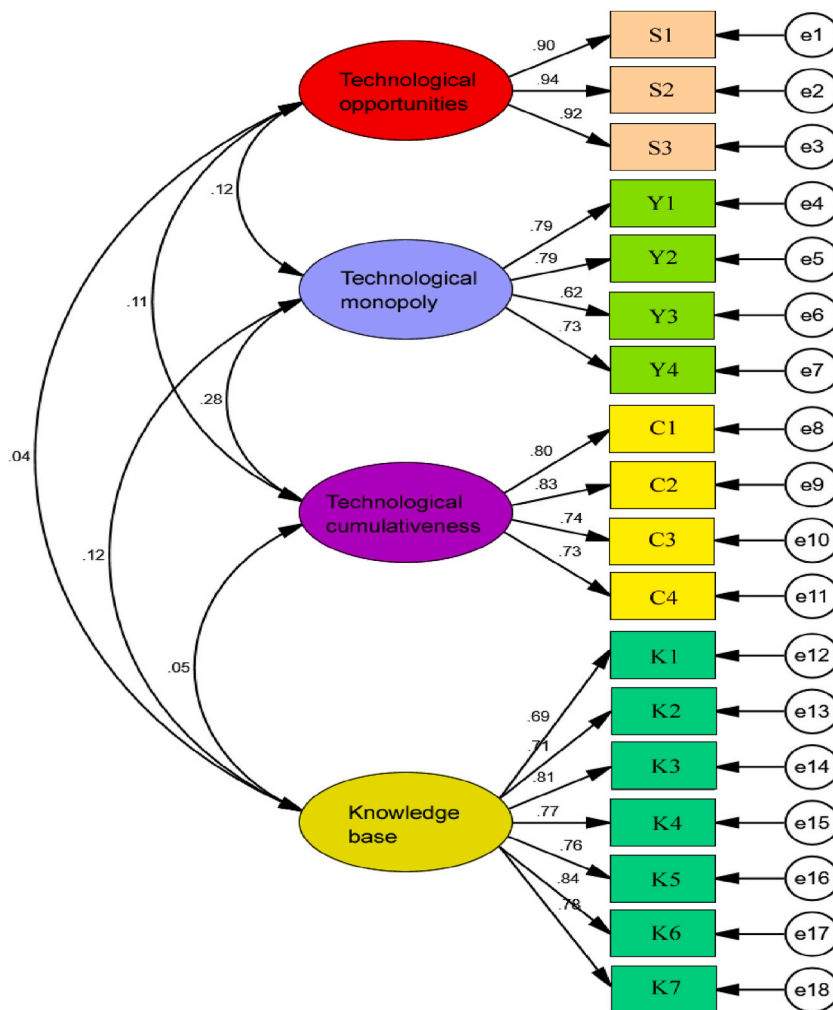 Technological
opportunities
.90
.94
.92
S1
e1
S2
e2
S3
e3
.12
.11
.04
Technological
monopoly
.79
.79
.62
.73
Y1
e4
Y2
e5
Y3
e6
Y4
e7
.28
.12
Technological
cumulativeness
.80
.83
.74
.73
C1
e8
C2
e9
C3
e10
C4
e11
.05
Knowledge
base
.69
.71
.81
.77
.76
.84
.78
K1
e12
K2
e13
K3
e14
K4
e15
K5
e16
K6
e17
K7
e18